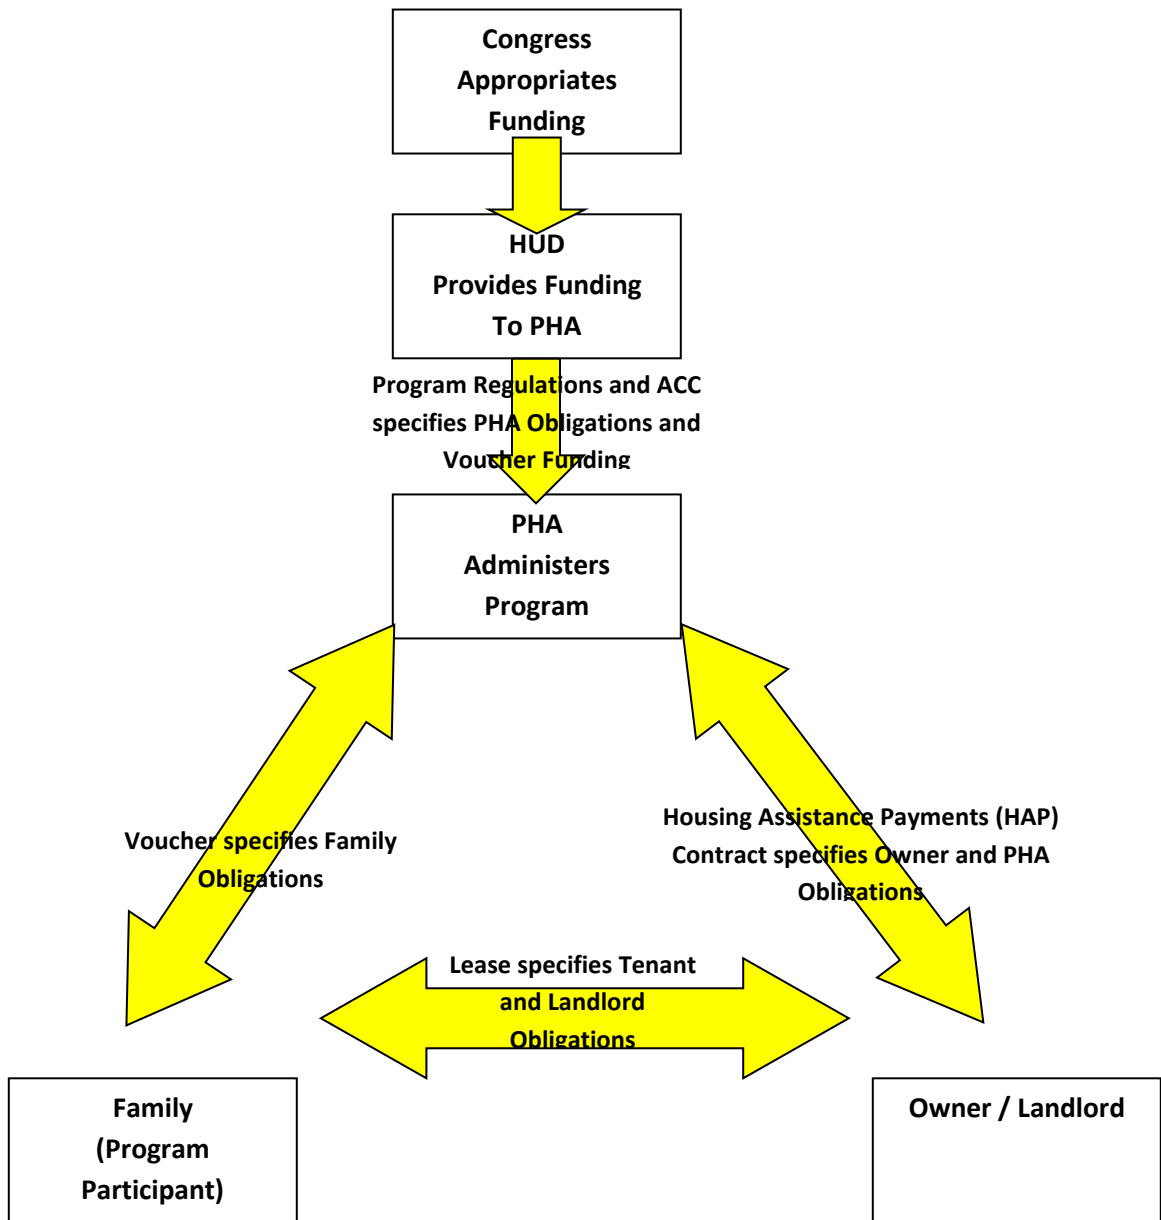 Congress
Appropriates
Funding
HUD
Provides Funding
To PHA
Program Regulations and ACC
specifies PHA Obligations and
Voucher Funding
PHA
Administers
Program
Voucher specifies Family
Obligations
Housing Assistance Payments (HAP)
Contract specifies Owner and PHA
Obligations
Lease specifies Tenant
and Landlord
Obligations
Family
(Program
Participant)
Owner / Landlord